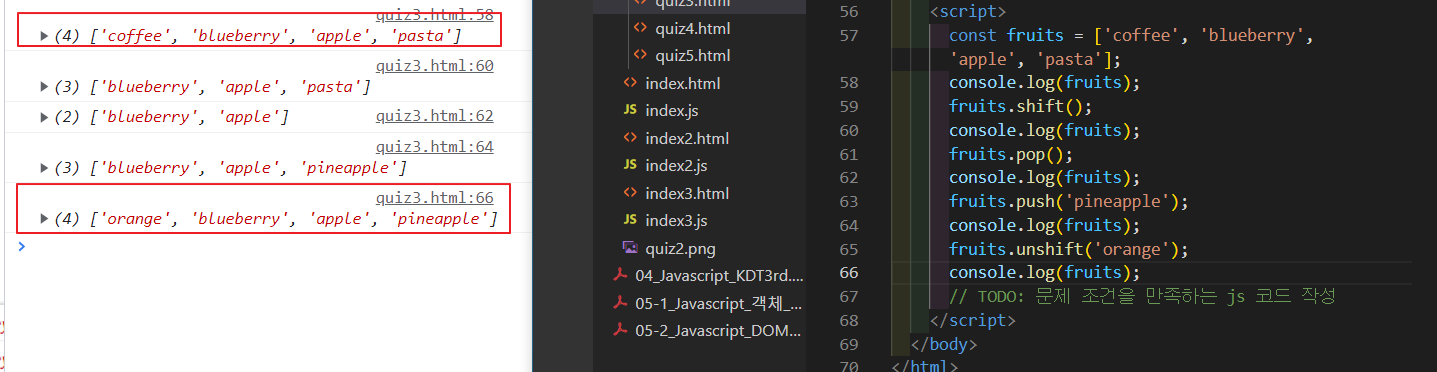 quiz3.html:58
(4) ['coffee', 'blueberry', 'apple', 'pasta']
quiz3.html:60
(3) ['blueberry', 'apple', 'pasta']
(2) ['blueberry', 'apple'] quiz3.html:62
quiz3.html:64
(3) ['blueberry', 'apple', 'pineapple']
quiz3.html:66
(4) ['orange', 'blueberry', 'apple', 'pineapple']
quiz3.html
quiz4.html
quiz5.html
index.html
JS index.js
index2.html
JS index2.js
index3.html
JS index3.js
quiz2.png
04_Javascript_KDT3rd....
05-1_Javascript_객체_...
05-2_Javascript_DOM...
56 <script>
57 const fruits = ['coffee', 'blueberry',
'apple', 'pasta'];
58 console.log(fruits);
59 fruits.shift();
60 console.log(fruits);
61 fruits.pop();
62 console.log(fruits);
63 fruits.push('pineapple');
64 console.log(fruits);
65 fruits.unshift('orange');
66 console.log(fruits);
67 // TODO: 문제 조건을 만족하는 js 코드 작성
68 </script>
69 </body>
70 </html>